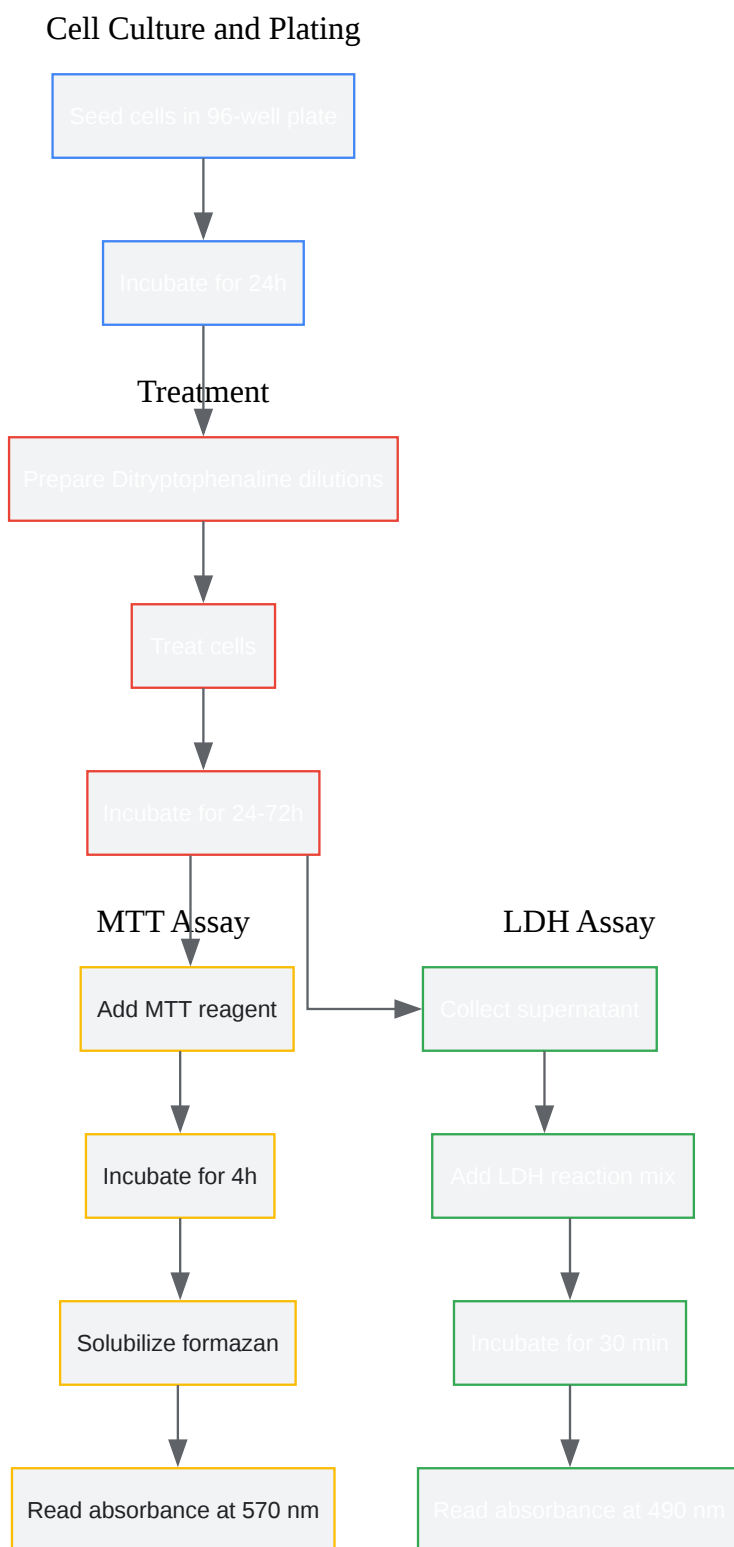 Cell Culture and Plating
Seed cells in 96-well plate
Incubate for 24h
Treatment
Prepare Ditryptophenaline dilutions
Treat cells
Incubate for 24-72h
MTT Assay
Add MTT reagent
Incubate for 4h
Solubilize formazan
Read absorbance at 570 nm
LDH Assay
Collect supernatant
Add LDH reaction mix
Incubate for 30 min
Read absorbance at 490 nm